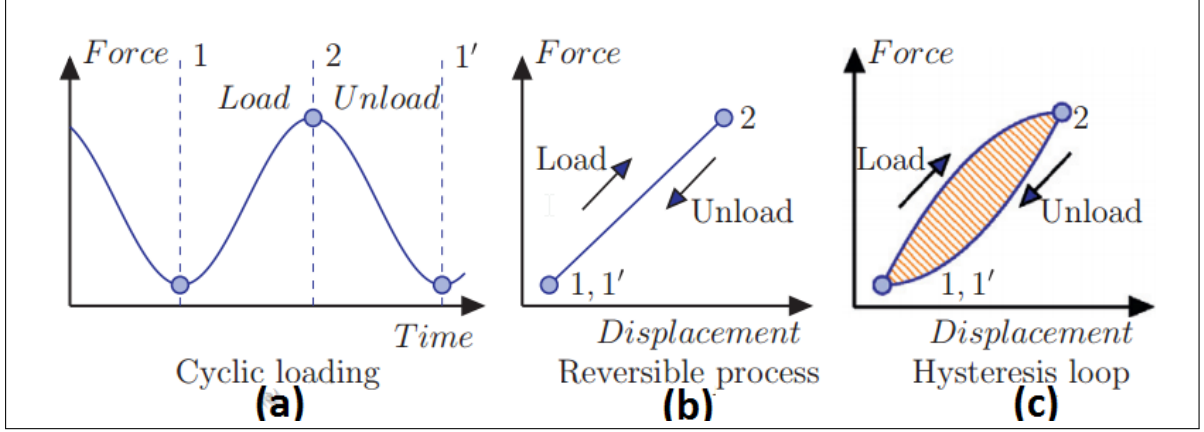 Force 1 2 1′
Load Unload
Time
Cyclic loading
(a)
Force
2
Load
Unload
1, 1′
Displacement
Reversible process
(b)
Force
2
Load
Unload
1, 1′
Displacement
Hysteresis loop
(c)